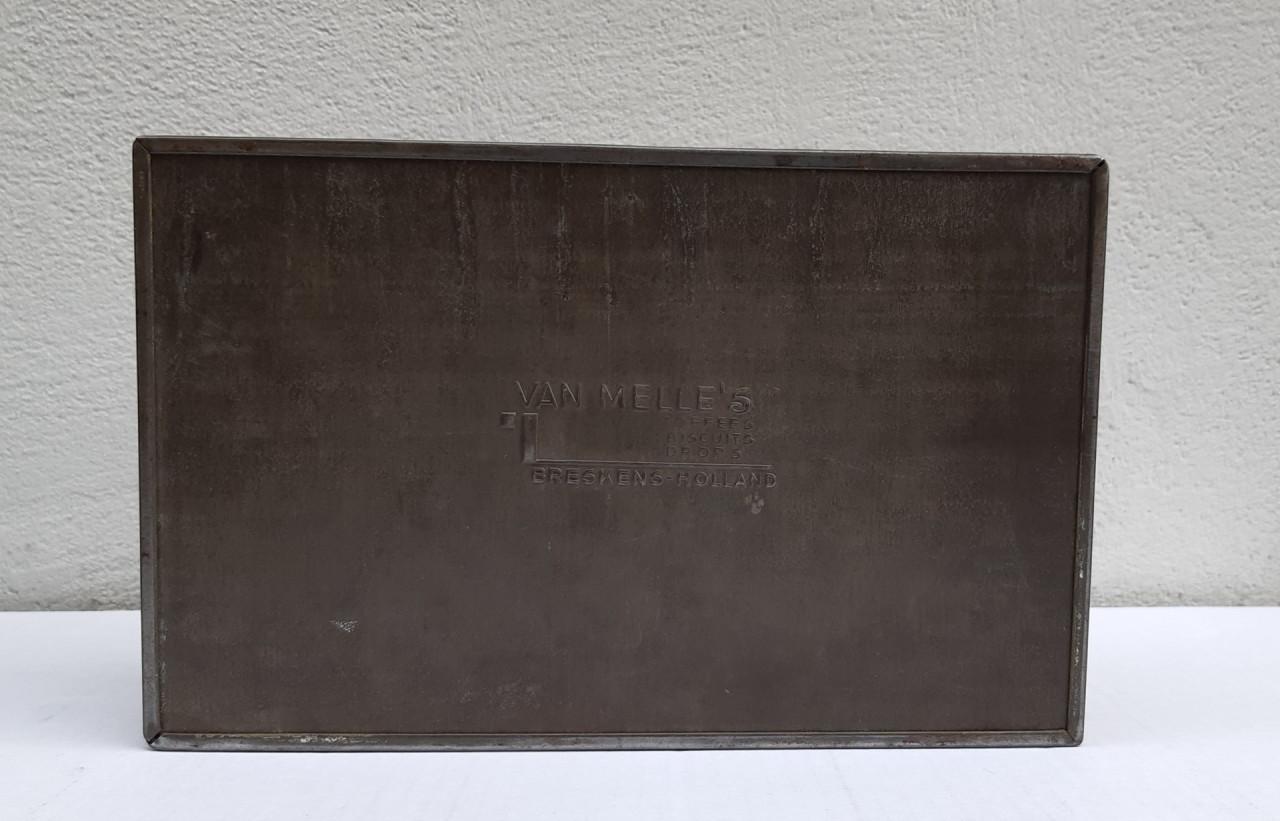 VAN MELLE'S
TOFFEES
BISCUITS
DROPS
BRESKENS-HOLLAND